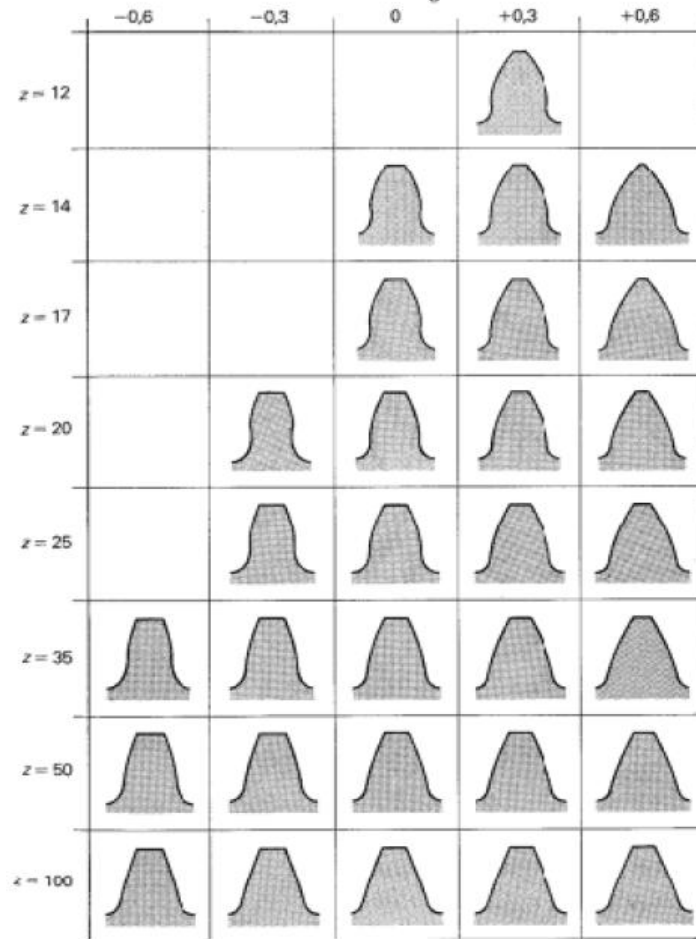 −0,6 −0,3 0 +0,3 +0,6
z = 12
z = 14
z = 17
z = 20
z = 25
z = 35
z = 50
z = 100